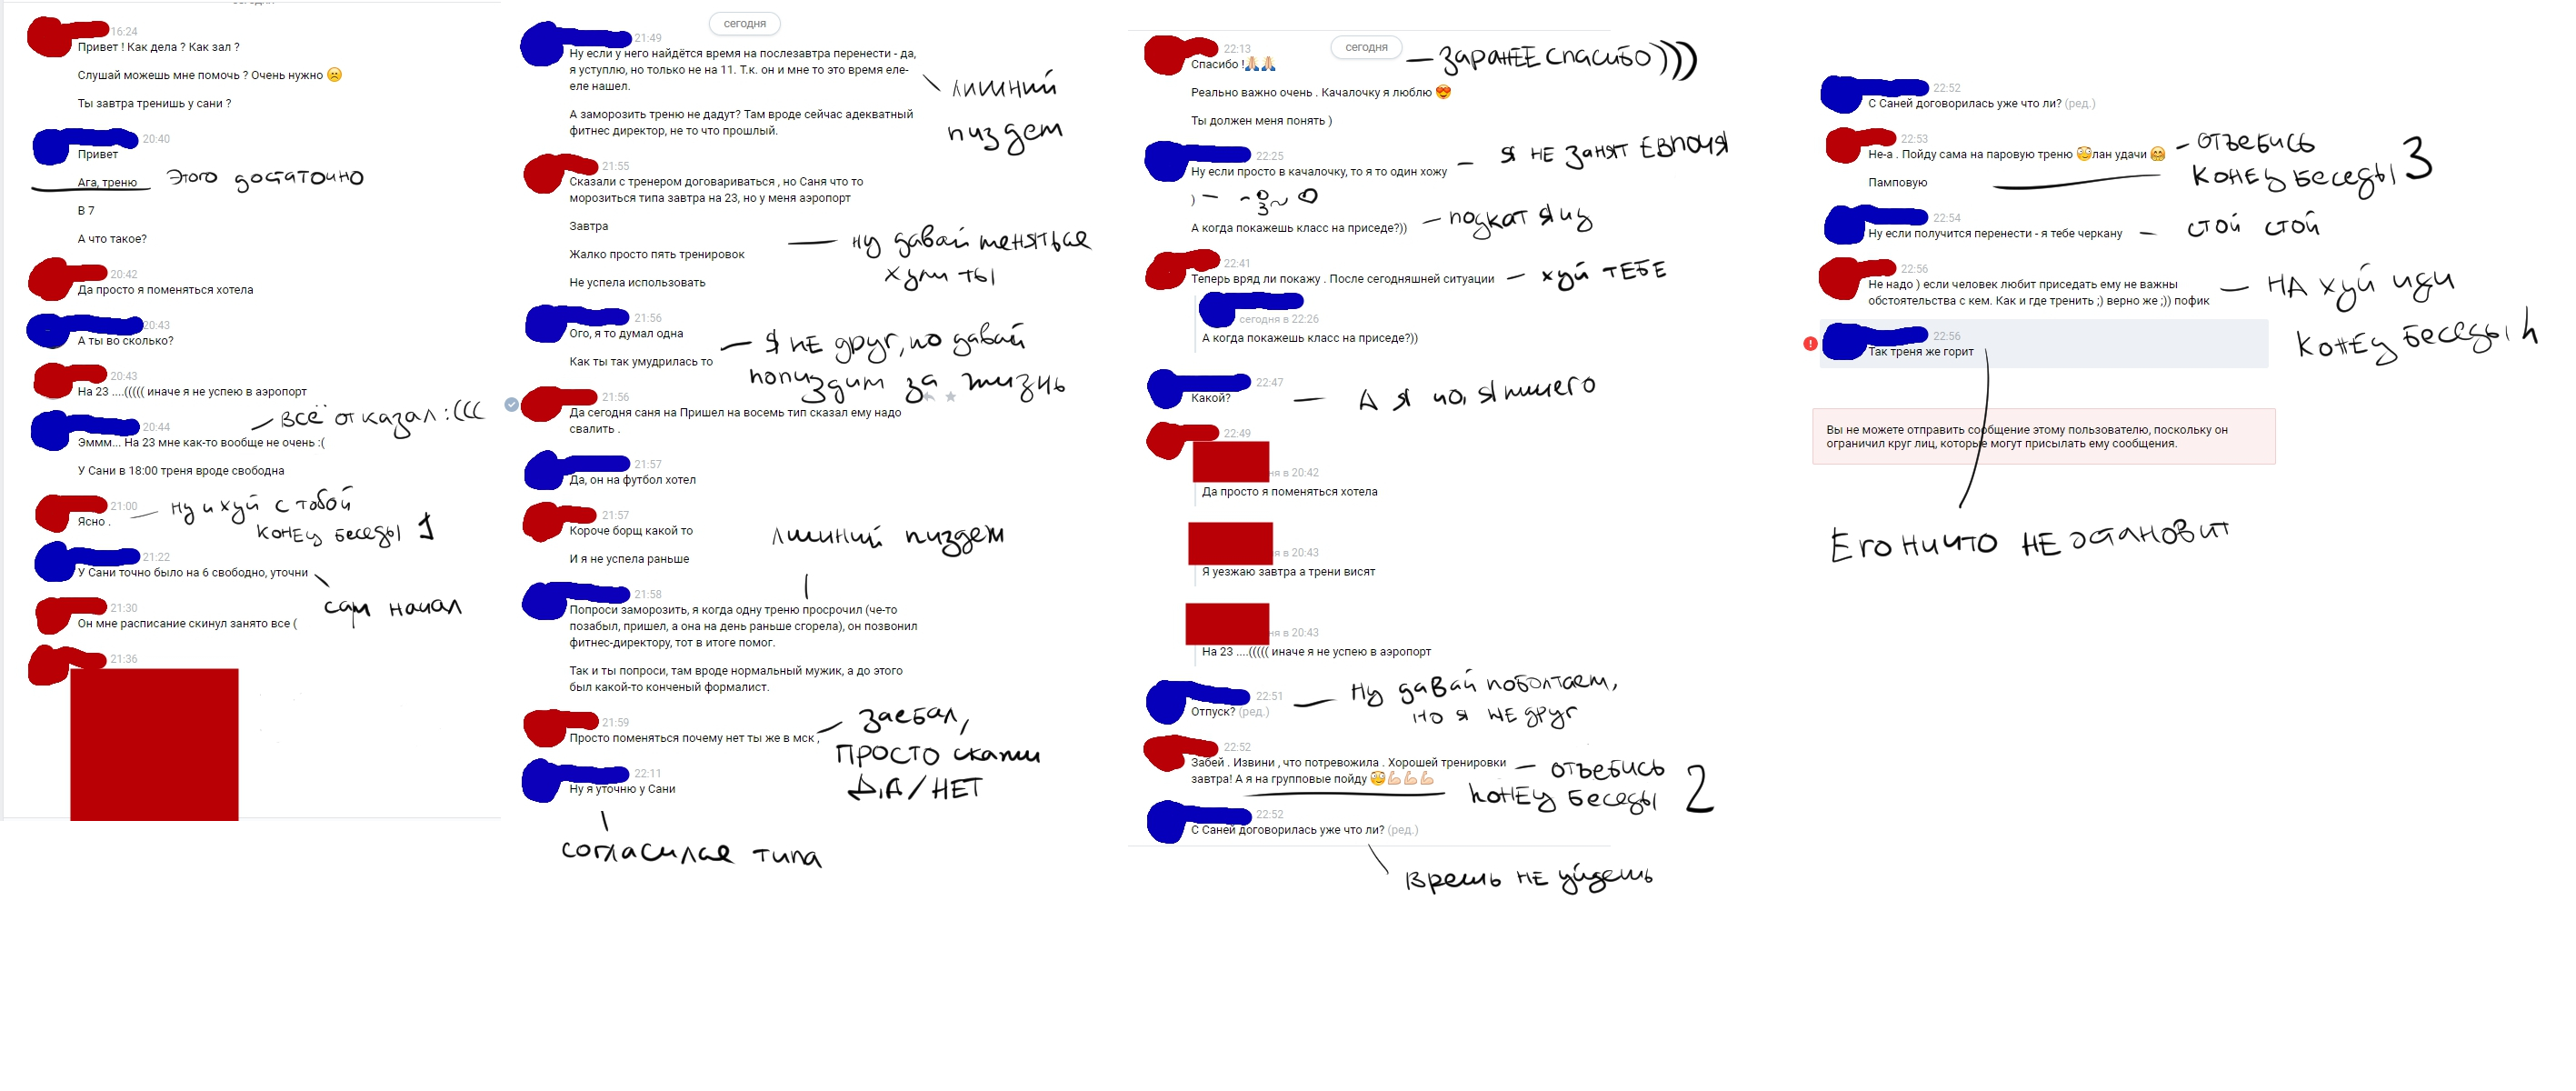 16:24
Привет ! Как дела ? Как зал ?
Слушай можешь мне помочь ? Очень нужно
Ты завтра тренишь у сани ?
20:40
Привет
Ага, треню
Этого достаточно
В 7
А что такое?
20:42
Да просто я поменяться хотела
20:43
А ты во сколько?
20:43
На 23 ....((((( иначе я не успею в аэропорт
20:44
Всё отказал :(((
Эммм... На 23 мне как-то вообще не очень :(
У Сани в 18:00 треня вроде свободна
21:00
Ясно .
ну и хуй с тобой
конец беседы 1
21:22
У Сани точно было на 6 свободно, уточни
сам начал
21:30
Он мне расписание скинул занято все (
21:36
сегодня
21:49
Ну если у него найдётся время на послезавтра перенести - да,
я уступлю, но только не на 11. Т.к. он и мне то это время еле-
еле нашел.
лишний
пиздеж
А заморозить треню не дадут? Там вроде сейчас адекватный
фитнес директор, не то что прошлый.
21:55
Сказали с тренером договариваться , но Саня что то
морозиться типа завтра на 23, но у меня аэропорт
Завтра
Жалко просто пять тренировок
Не успела использовать
ну давай меняться
хули ты
21:56
Ого, я то думал одна
Как ты так умудрилась то
Я не друг, но давай
попиздим за жизнь
21:56
Да сегодня саня на Пришел на восемь тип сказал ему надо
свалить .
21:57
Да, он на футбол хотел
21:57
Короче борщ какой то
И я не успела раньше
лишний пиздеж
21:58
Попроси заморозить, я когда одну треню просрочил (че-то
позабыл, пришел, а она на день раньше сгорела), он позвонил
фитнес-директору, тот в итоге помог.
Так и ты попроси, там вроде нормальный мужик, а до этого
был какой-то конченый формалист.
21:59
Просто поменяться почему нет ты же в мск ,
заебал,
просто скажи
ДА/НЕТ
22:11
Ну я уточню у Сани
согласился типа
сегодня
22:13
Спасибо !
заранее спасибо))))
Реально важно очень . Качалочку я люблю
Ты должен меня понять )
22:25
Ну если просто в качалочку, то я то один хожу
я не занят
)
А когда покажешь класс на приседе?))
подкат яиц
22:41
Теперь вряд ли покажу . После сегодняшней ситуации
хуй тебе
сегодня в 22:26
А когда покажешь класс на приседе?))
22:47
Какой?
А я чо, я ничего
22:49
ня в 20:42
Да просто я поменяться хотела
ня в 20:43
Я уезжаю завтра а трени висят
ня в 20:43
На 23 ....((((( иначе я не успею в аэропорт
22:51
Отпуск? (ред.)
ну давай поболтаем,
но я не друг
22:52
Забей . Извини , что потревожила . Хорошей тренировки
завтра! А я на групповые пойду
отъебись
конец беседы 2
22:52
С Саней договорилась уже что ли? (ред.)
врешь не уйдешь
22:52
С Саней договорилась уже что ли? (ред.)
22:53
Не-а . Пойду сама на паровую треню лан удачи
отъебись
конец беседы 3
Памповую
22:54
Ну если получится перенести - я тебе черкану
стой стой
22:56
Не надо ) если человек любит приседать ему не важны
обстоятельства с кем. Как и где тренить ;) верно же ;)) пофик
на хуй иди
конец беседы 4
22:56
Так треня же горит
Вы не можете отправить сообщение этому пользователю, поскольку он
ограничил круг лиц, которые могут присылать ему сообщения.
Его ничто не остановит